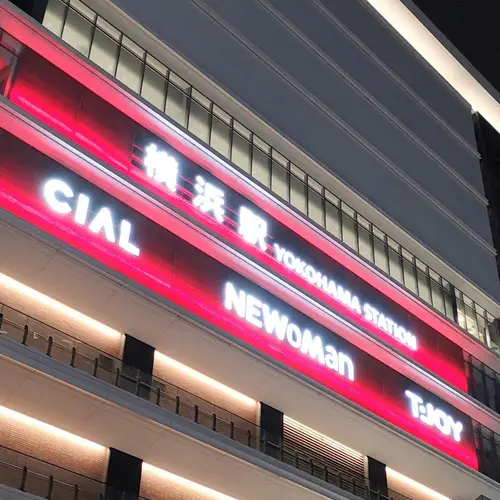 横浜駅 YOKOHAMA STATION
CIAL NEWoMan T・JOY